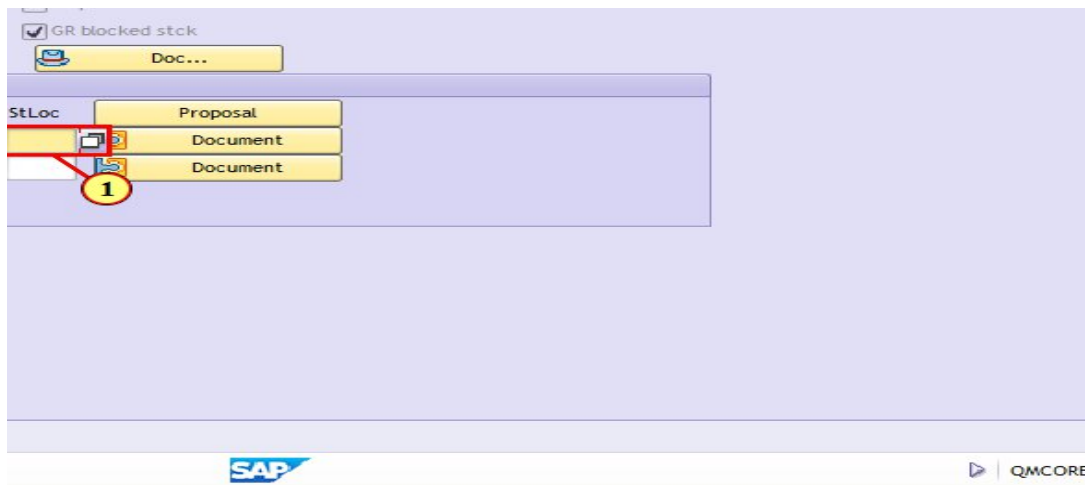 GR blocked stck
Doc...
StLoc
Proposal
Document
Document
1
SAP
QMCORE